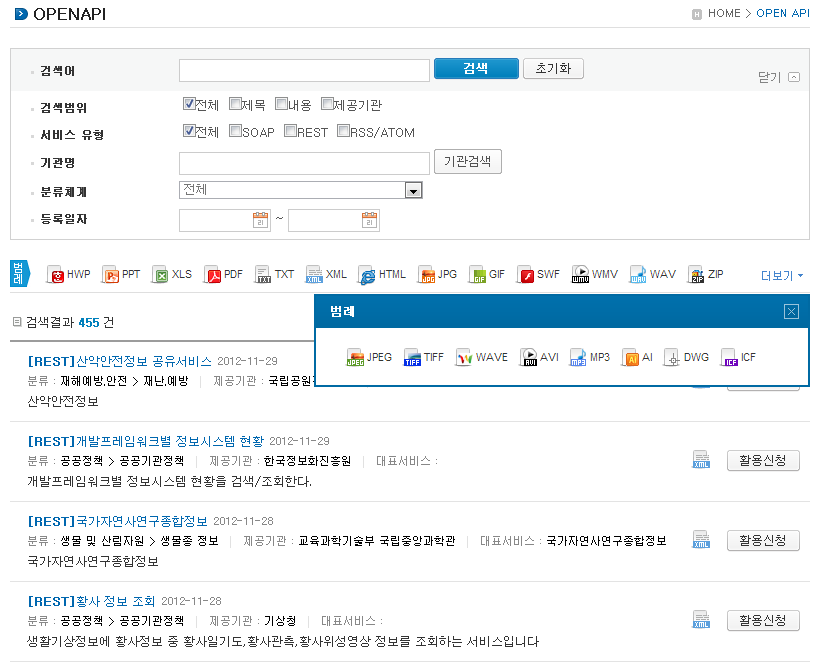 OPENAPI
HOME > OPEN API
검색어
검색
초기화
닫기
검색범위
전체 제목 내용 제공기관
서비스 유형
전체 SOAP REST RSS/ATOM
기관명
기관검색
분류체계
전체
등록일자
~
범례
HWP PPT XLS PDF TXT XML HTML JPG GIF SWF WMV WAV ZIP
더보기
범례
JPEG TIFF WAVE AVI MP3 AI DWG ICF
검색결과 455 건
[REST]산악안전정보 공유서비스 2012-11-29
분류 : 재해예방,안전 > 재난,예방 | 제공기관 : 국립공원
산악안전정보
[REST]개발프레임워크별 정보시스템 현황 2012-11-29
분류 : 공공정책 > 공공기관정책 | 제공기관 : 한국정보화진흥원 | 대표서비스 :
XML
활용신청
개발프레임워크별 정보시스템 현황을 검색/조회한다.
[REST]국가자연사연구종합정보 2012-11-28
분류 : 생물 및 산림자원 > 생물종 정보 | 제공기관 : 교육과학기술부 국립중앙과학관 | 대표서비스 : 국가자연사연구종합정보
XML
활용신청
국가자연사연구종합정보
[REST]황사 정보 조회 2012-11-28
분류 : 공공정책 > 공공기관정책 | 제공기관 : 기상청 | 대표서비스 :
XML
활용신청
생활기상정보에 황사정보 중 황사일기도,황사관측,황사위성영상 정보를 조회하는 서비스입니다